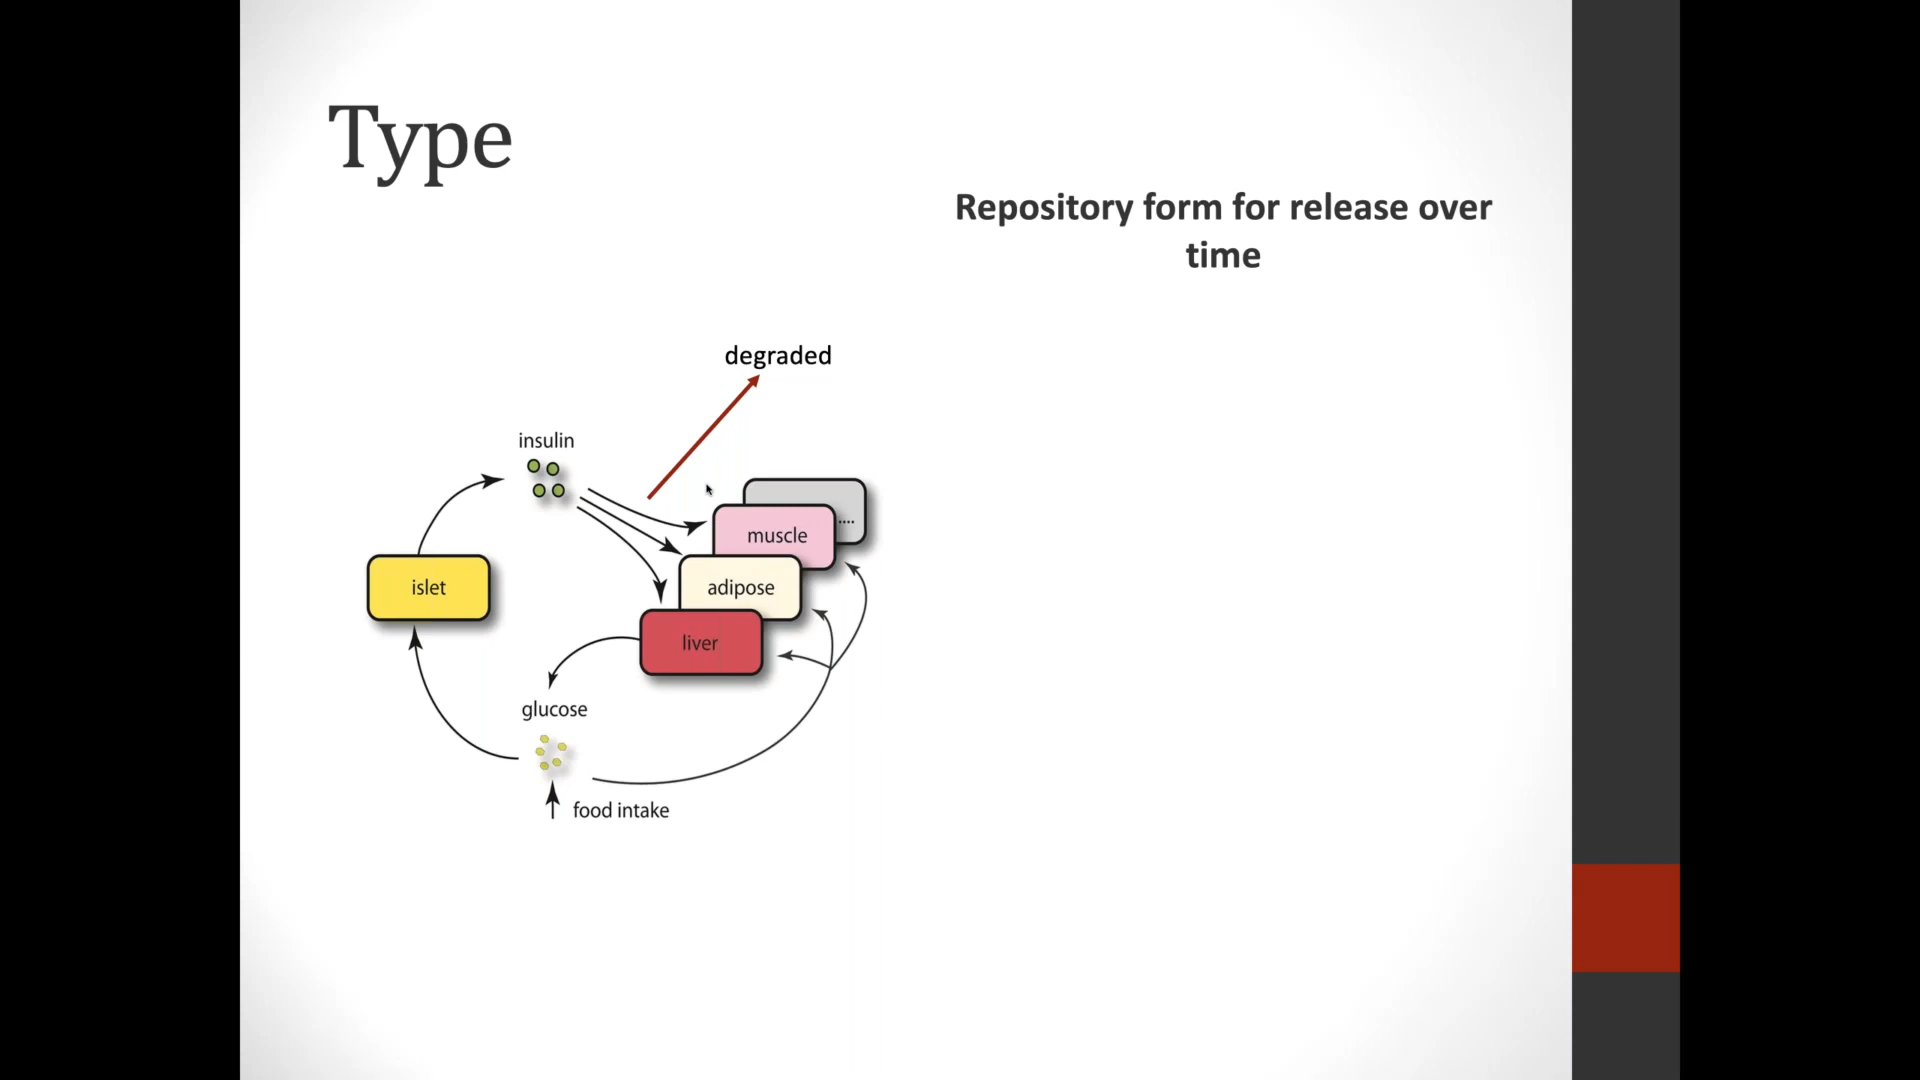 Type
Repository form for release over
time
degraded
insulin
....
muscle
islet
adipose
liver
glucose
food intake